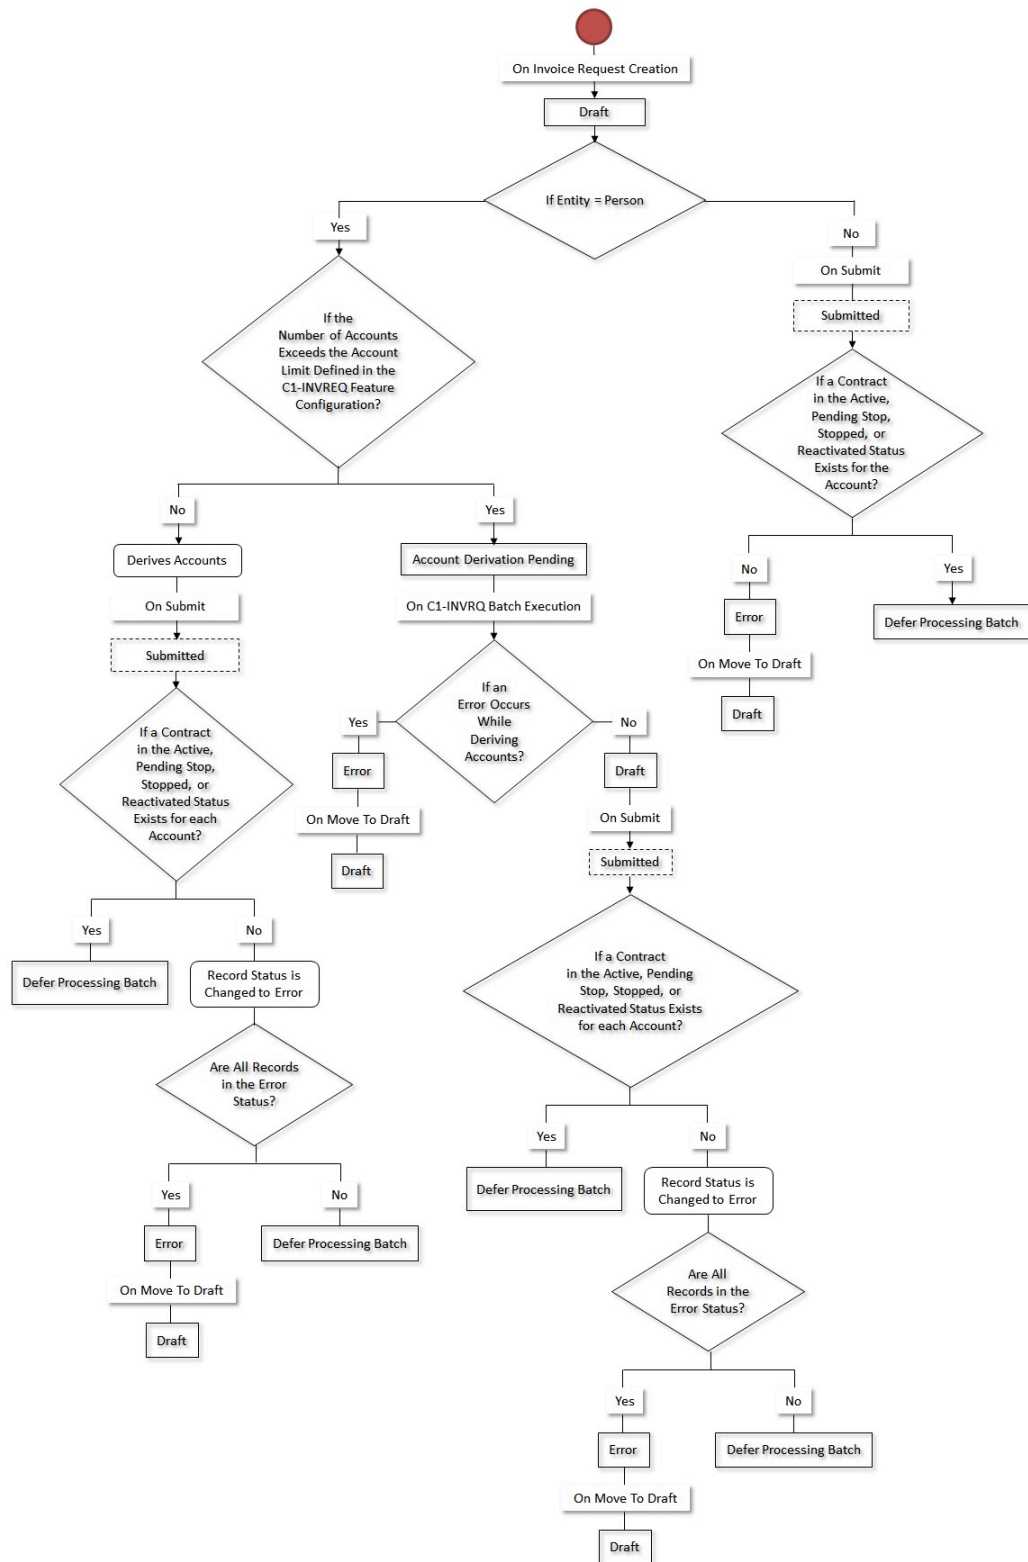 On Invoice Request Creation
Draft
If Entity = Person
Yes
No
On Submit
Submitted
If a Contract
in the Active,
Pending Stop,
Stopped, or
Reactivated Status
Exists for the
Account?
No
Yes
Error
Defer Processing Batch
On Move To Draft
Draft
If the
Number of Accounts
Exceeds the Account
Limit Defined in the
C1-INVREQ Feature
Configuration?
No
Yes
Derives Accounts
Account Derivation Pending
On Submit
On C1-INVRQ Batch Execution
Submitted
If a Contract
in the Active,
Pending Stop,
Stopped, or
Reactivated Status
Exists for each
Account?
If an
Error Occurs
While
Deriving
Accounts?
Yes
No
Error
Draft
On Move To Draft
On Submit
Draft
Submitted
Yes
No
Defer Processing Batch
Record Status is
Changed to Error
Are All Records
in the Error
Status?
Yes
No
Error
Defer Processing Batch
On Move To Draft
Draft
If a Contract
in the Active, Pending
Stop, Stopped, or
Reactivated Status Exists
for each Account?
Yes
No
Defer Processing Batch
Record Status is
Changed to Error
Are All
Records in the
Error Status?
Yes
No
Error
Defer Processing Batch
On Move To Draft
Draft